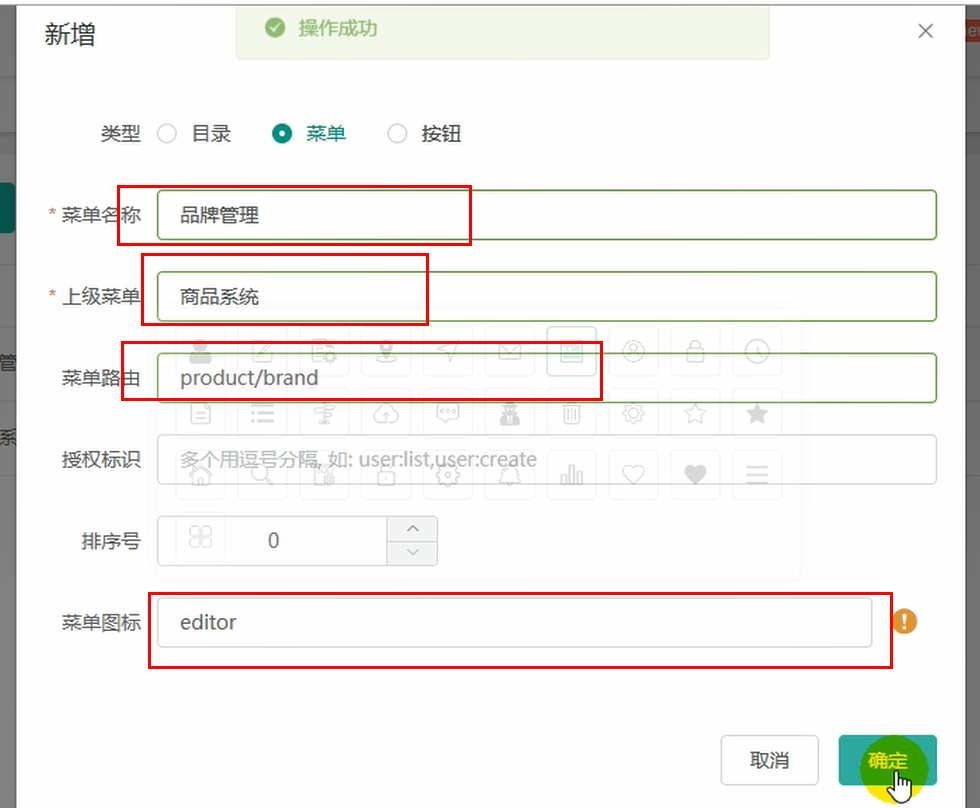 操作成功
新增
类型 目录 菜单 按钮
* 菜单名称 品牌管理
* 上级菜单 商品系统
菜单路由 product/brand
授权标识 多个用逗号分隔, 如: user:list,user:create
排序号 0
菜单图标 editor
取消 确定
管
系